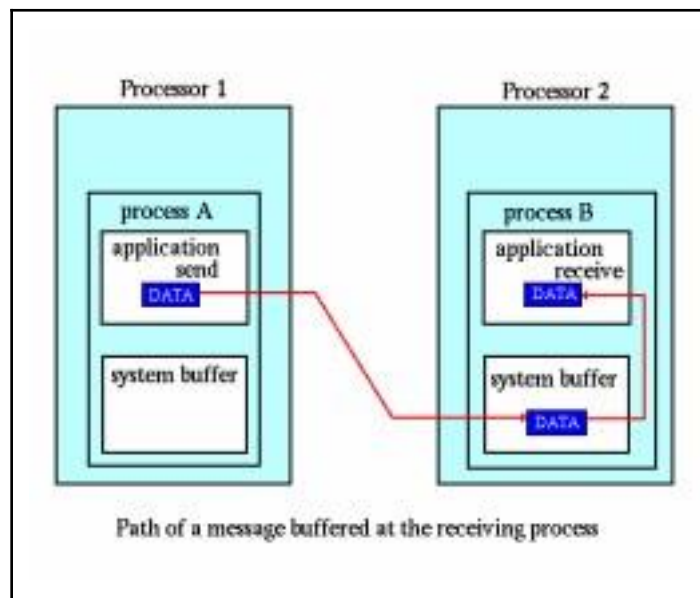 Processor 1
process A
application
send
DATA
system buffer
Processor 2
process B
application
receive
DATA
system buffer
DATA
Path of a message buffered at the receiving process